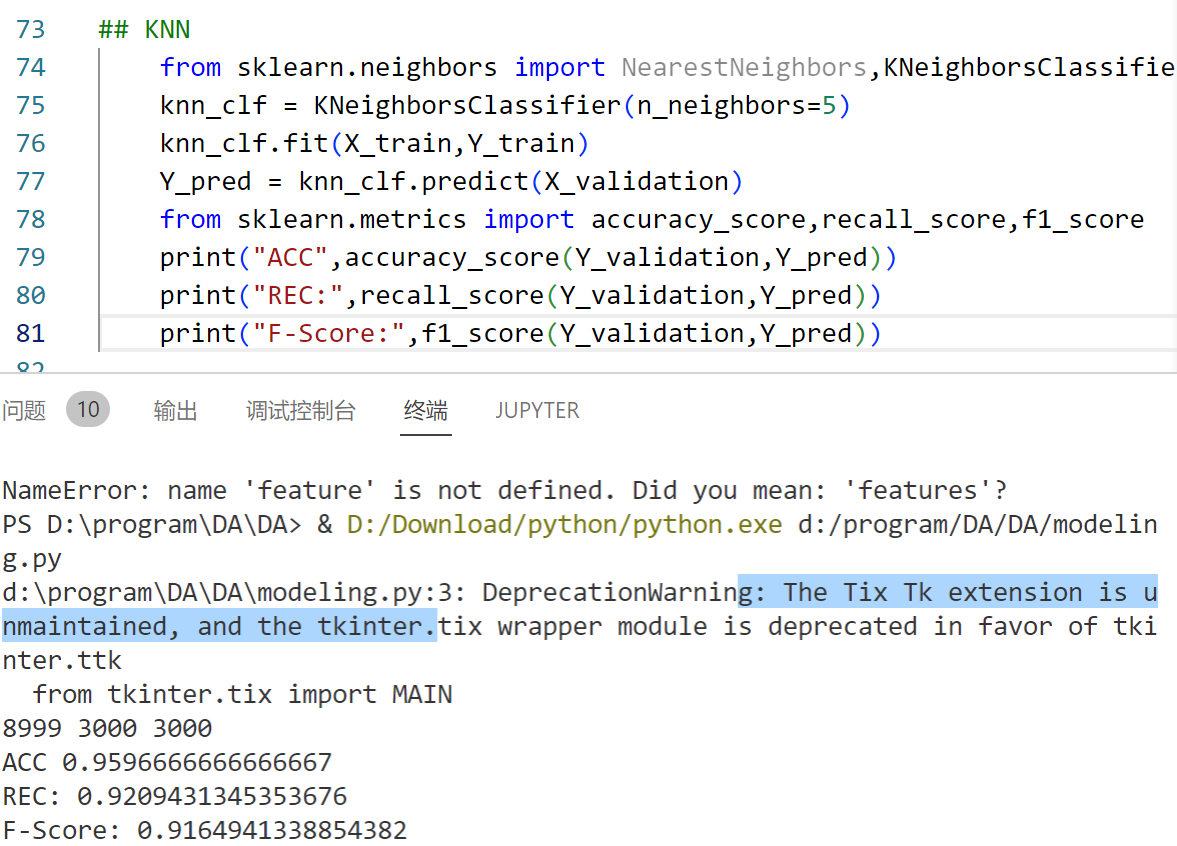 73 ## KNN
74 from sklearn.neighbors import NearestNeighbors,KNeighborsClassifie
75 knn_clf = KNeighborsClassifier(n_neighbors=5)
76 knn_clf.fit(X_train,Y_train)
77 Y_pred = knn_clf.predict(X_validation)
78 from sklearn.metrics import accuracy_score,recall_score,f1_score
79 print("ACC",accuracy_score(Y_validation,Y_pred))
80 print("REC:",recall_score(Y_validation,Y_pred))
81 print("F-Score:",f1_score(Y_validation,Y_pred))
82
问题 10 输出 调试控制台 终端 JUPYTER
NameError: name 'feature' is not defined. Did you mean: 'features'?
PS D:\program\DA\DA> & D:/Download/python/python.exe d:/program/DA/DA/modelin
g.py
d:\program\DA\DA\modeling.py:3: DeprecationWarning: The Tix Tk extension is u
nmaintained, and the tkinter.tix wrapper module is deprecated in favor of tki
nter.ttk
from tkinter.tix import MAIN
8999 3000 3000
ACC 0.9596666666666667
REC: 0.9209431345353676
F-Score: 0.9164941338854382